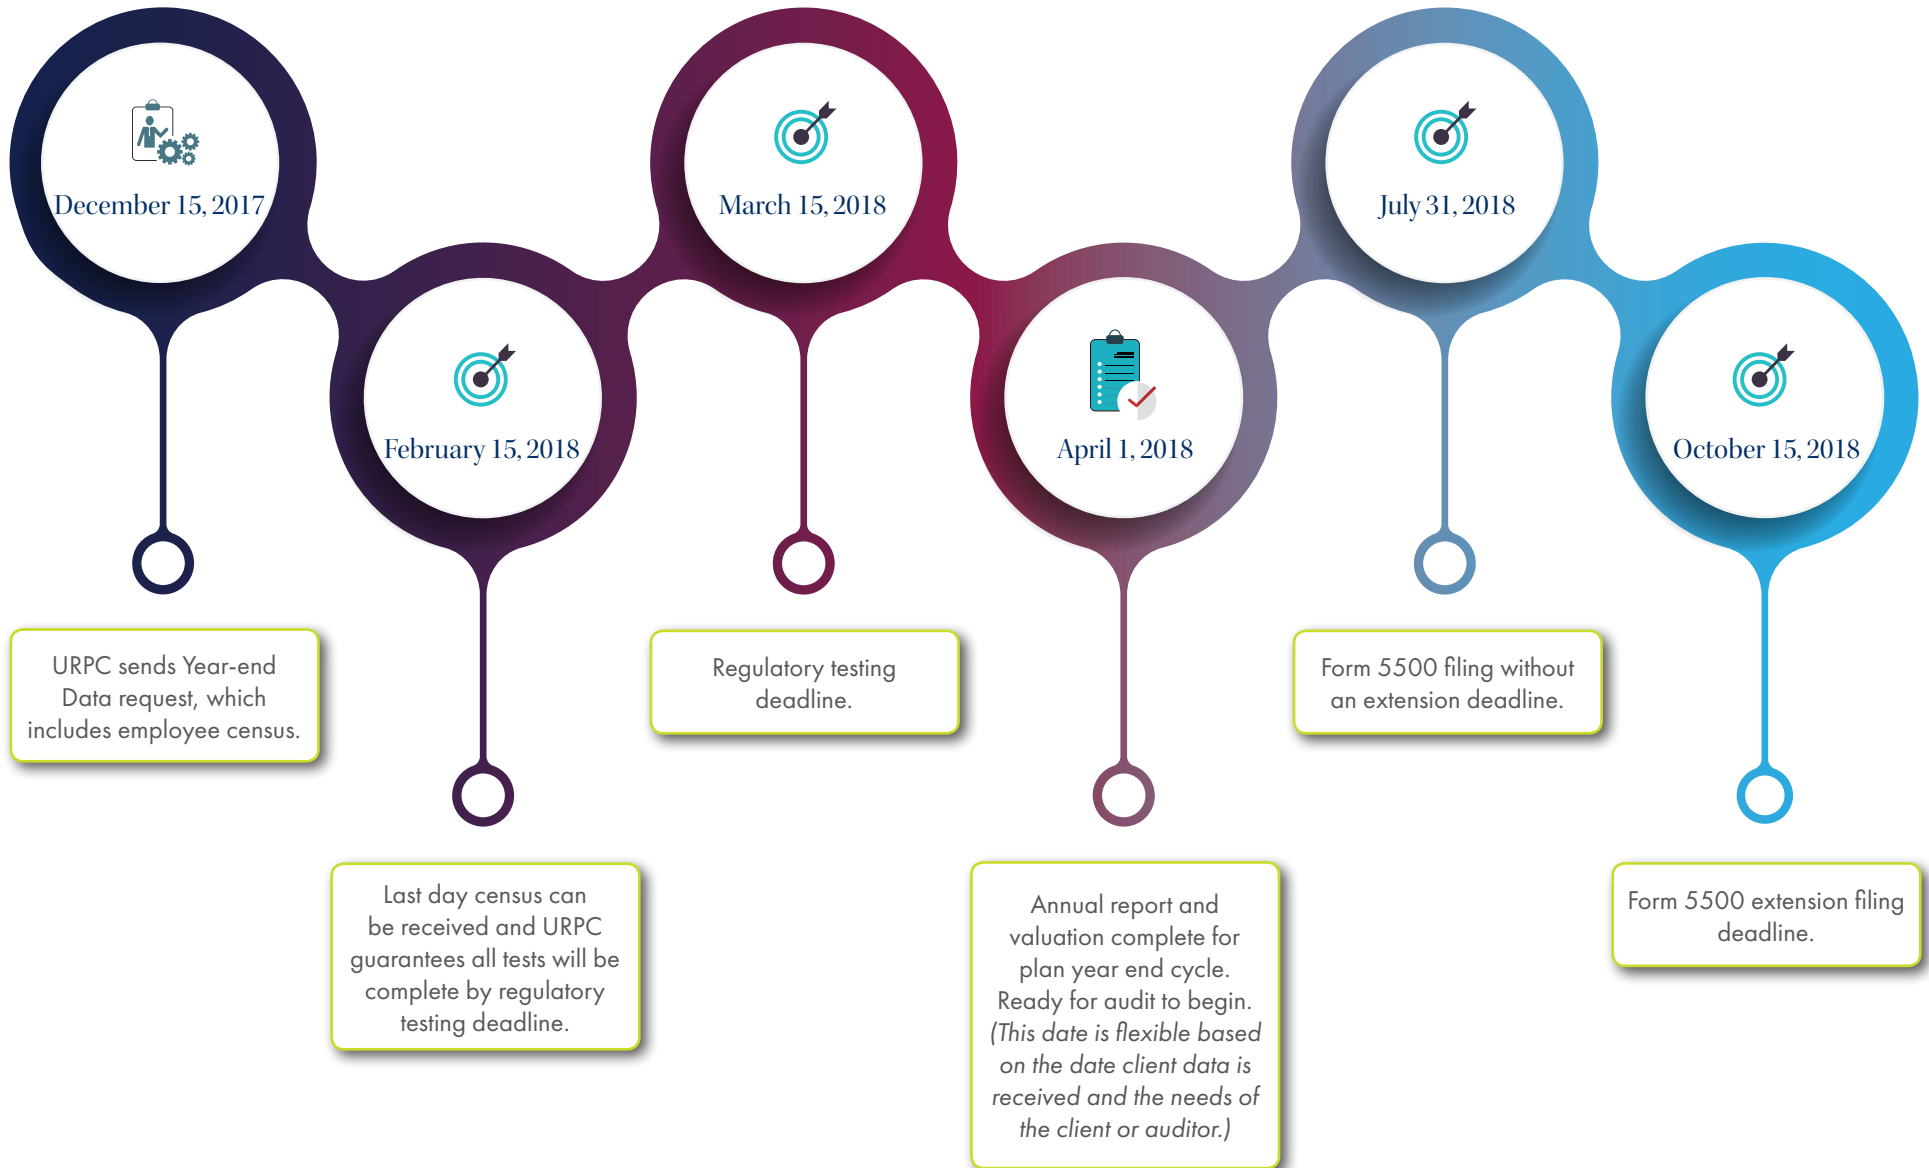 December 15, 2017
URPC sends Year-end
Data request, which
includes employee census.
February 15, 2018
Last day census can
be received and URPC
guarantees all tests will be
complete by regulatory
testing deadline.
March 15, 2018
Regulatory testing
deadline.
April 1, 2018
Annual report and
valuation complete for
plan year end cycle.
Ready for audit to begin.
(This date is flexible based
on the date client data is
received and the needs of
the client or auditor.)
July 31, 2018
Form 5500 filing without
an extension deadline.
October 15, 2018
Form 5500 extension filing
deadline.